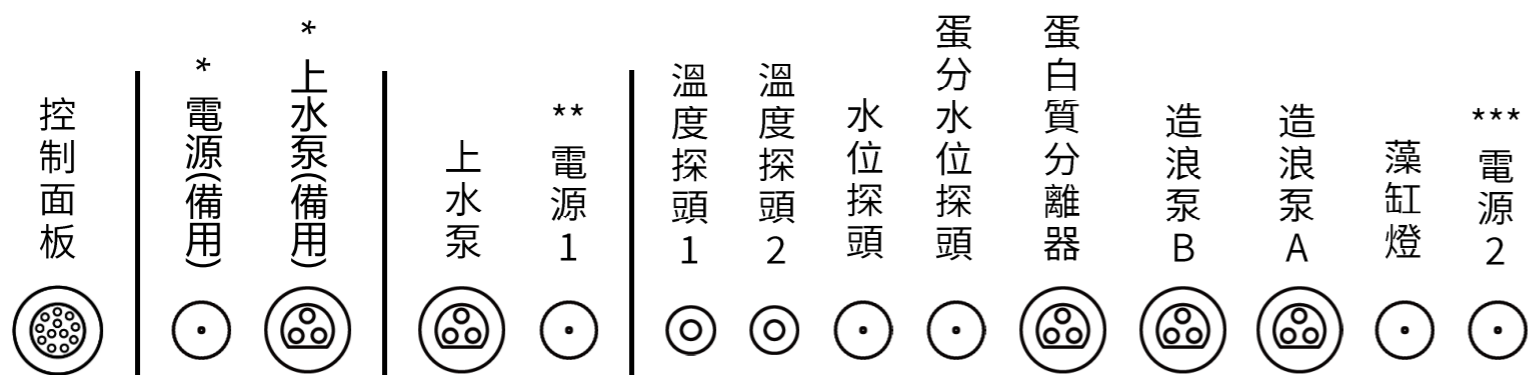 控制面板
*電源(備用)
*上水泵(備用)
上水泵
**電源1
溫度探頭1
溫度探頭2
水位探頭
蛋分水位探頭
蛋白質分離器
造浪泵B
造浪泵A
藻缸燈
***電源2